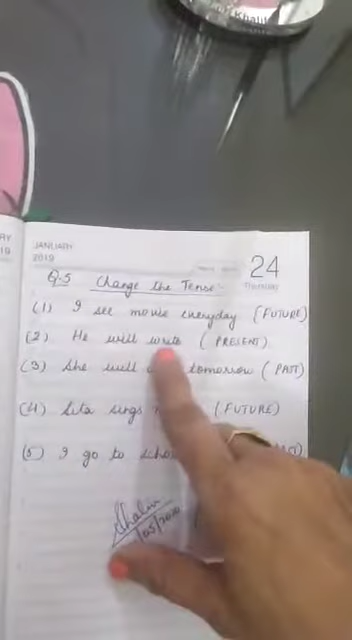 Khalil
JANUARY
2019
24
Thursday
Q-5 Change the Tense:-
(1) I see movie everyday (FUTURE)
(2) He will write (PRESENT)
(3) She will tomorrow (PAST)
(4) Sita sings (FUTURE)
(5) I go to